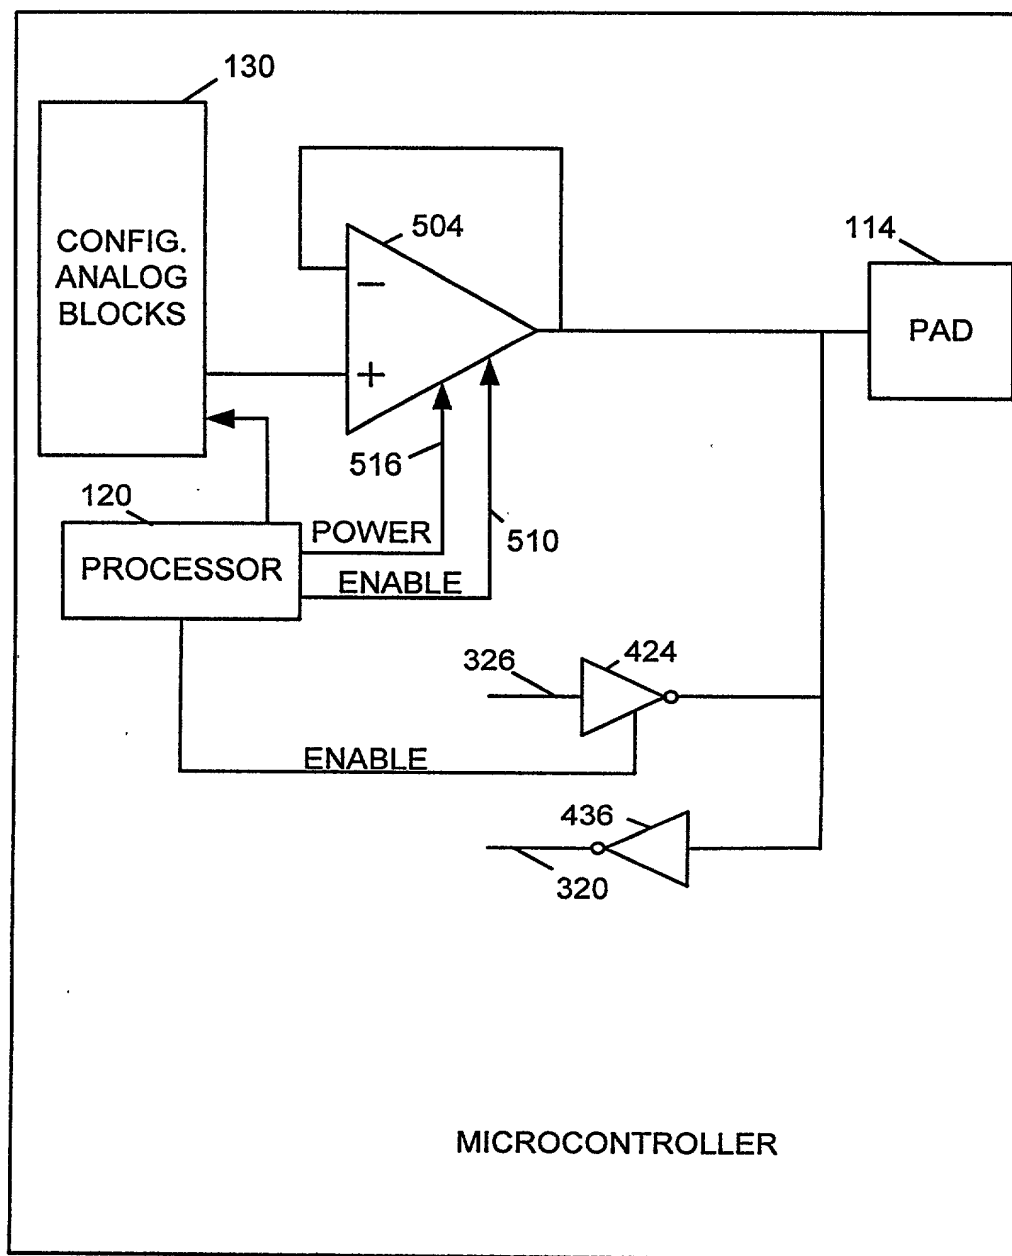 130
CONFIG.
ANALOG
BLOCKS
504
−
+
114
PAD
516
510
120
PROCESSOR
POWER
ENABLE
326
424
ENABLE
436
320
MICROCONTROLLER